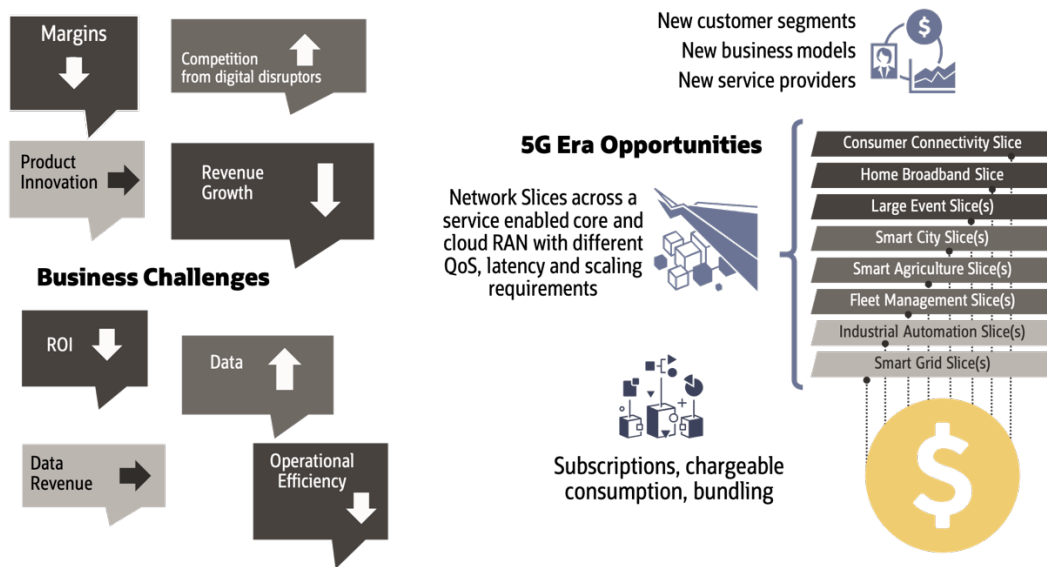 Margins
Competition
from digital disruptors
Product
Innovation
Revenue
Growth
Business Challenges
ROI
Data
Data
Revenue
Operational
Efficiency
New customer segments
New business models
New service providers
$
5G Era Opportunities
Network Slices across a
service enabled core and
cloud RAN with different
QoS, latency and scaling
requirements
Consumer Connectivity Slice
Home Broadband Slice
Large Event Slice(s)
Smart City Slice(s)
Smart Agriculture Slice(s)
Fleet Management Slice(s)
Industrial Automation Slice(s)
Smart Grid Slice(s)
Subscriptions, chargeable
consumption, bundling
$